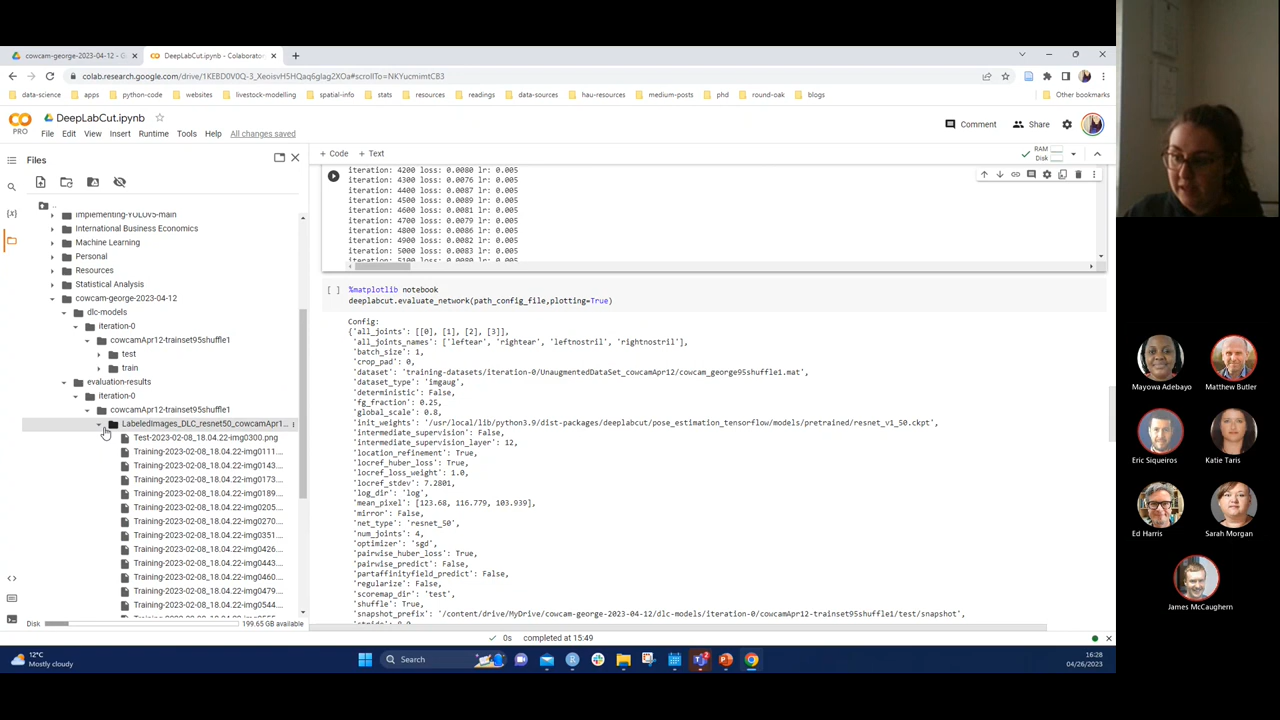 cowcam-george-2023-04-12 - G
DeepLabCut.ipynb - Colaborator
colab.research.google.com/drive/1KEBD0V0Q-3_XeoisvH5HQaq6glag2XOa#scrollTo=NKYucmimtCB3
data-science
apps
python-code
websites
livestock-modelling
spatial-info
stats
resources
readings
data-sources
hau-resources
medium-posts
phd
round-oak
blogs
Other bookmarks
PRO
DeepLabCut.ipynb
File Edit View Insert Runtime Tools Help All changes saved
Comment
Share
Files
+ Code + Text
RAM
Disk
..
implementing-YOLOv5-main
International Business Economics
Machine Learning
Personal
Resources
Statistical Analysis
cowcam-george-2023-04-12
dlc-models
iteration-0
cowcamApr12-trainset95shuffle1
test
train
evaluation-results
iteration-0
cowcamApr12-trainset95shuffle1
LabeledImages_DLC_resnet50_cowcamApr1...
Test-2023-02-08_18.04.22-img0300.png
Training-2023-02-08_18.04.22-img0111....
Training-2023-02-08_18.04.22-img0143....
Training-2023-02-08_18.04.22-img0173....
Training-2023-02-08_18.04.22-img0189....
Training-2023-02-08_18.04.22-img0205....
Training-2023-02-08_18.04.22-img0270....
Training-2023-02-08_18.04.22-img0351....
Training-2023-02-08_18.04.22-img0426....
Training-2023-02-08_18.04.22-img0443....
Training-2023-02-08_18.04.22-img0460....
Training-2023-02-08_18.04.22-img0479....
Training-2023-02-08_18.04.22-img0544....
Disk
199.65 GB available
iteration: 4200 loss: 0.0080 lr: 0.005
iteration: 4300 loss: 0.0076 lr: 0.005
iteration: 4400 loss: 0.0087 lr: 0.005
iteration: 4500 loss: 0.0089 lr: 0.005
iteration: 4600 loss: 0.0081 lr: 0.005
iteration: 4700 loss: 0.0079 lr: 0.005
iteration: 4800 loss: 0.0086 lr: 0.005
iteration: 4900 loss: 0.0082 lr: 0.005
iteration: 5000 loss: 0.0083 lr: 0.005
iteration: 5100 loss: 0.0080 lr: 0.005
[ ] %matplotlib notebook
deeplabcut.evaluate_network(path_config_file,plotting=True)
Config:
{'all_joints': [[0], [1], [2], [3]],
'all_joints_names': ['leftear', 'rightear', 'leftnostril', 'rightnostril'],
'batch_size': 1,
'crop_pad': 0,
'dataset': 'training-datasets/iteration-0/UnaugmentedDataSet_cowcamApr12/cowcam_george95shuffle1.mat',
'dataset_type': 'imgaug',
'deterministic': False,
'fg_fraction': 0.25,
'global_scale': 0.8,
'init_weights': '/usr/local/lib/python3.9/dist-packages/deeplabcut/pose_estimation_tensorflow/models/pretrained/resnet_v1_50.ckpt',
'intermediate_supervision': False,
'intermediate_supervision_layer': 12,
'location_refinement': True,
'locref_huber_loss': True,
'locref_loss_weight': 1.0,
'locref_stdev': 7.2801,
'log_dir': 'log',
'mean_pixel': [123.68, 116.779, 103.939],
'mirror': False,
'net_type': 'resnet_50',
'num_joints': 4,
'optimizer': 'sgd',
'pairwise_huber_loss': True,
'pairwise_predict': False,
'partaffinityfield_predict': False,
'regularize': False,
'scoremap_dir': 'test',
'shuffle': True,
'snapshot_prefix': '/content/drive/MyDrive/cowcam-george-2023-04-12/dlc-models/iteration-0/cowcamApr12-trainset95shuffle1/test/snapshot',
0s completed at 15:49
12°C
Mostly cloudy
Search
16:28
04/26/2023
Mayowa Adebayo
Matthew Butler
Eric Siqueiros
Katie Taris
Ed Harris
Sarah Morgan
James McCaughern